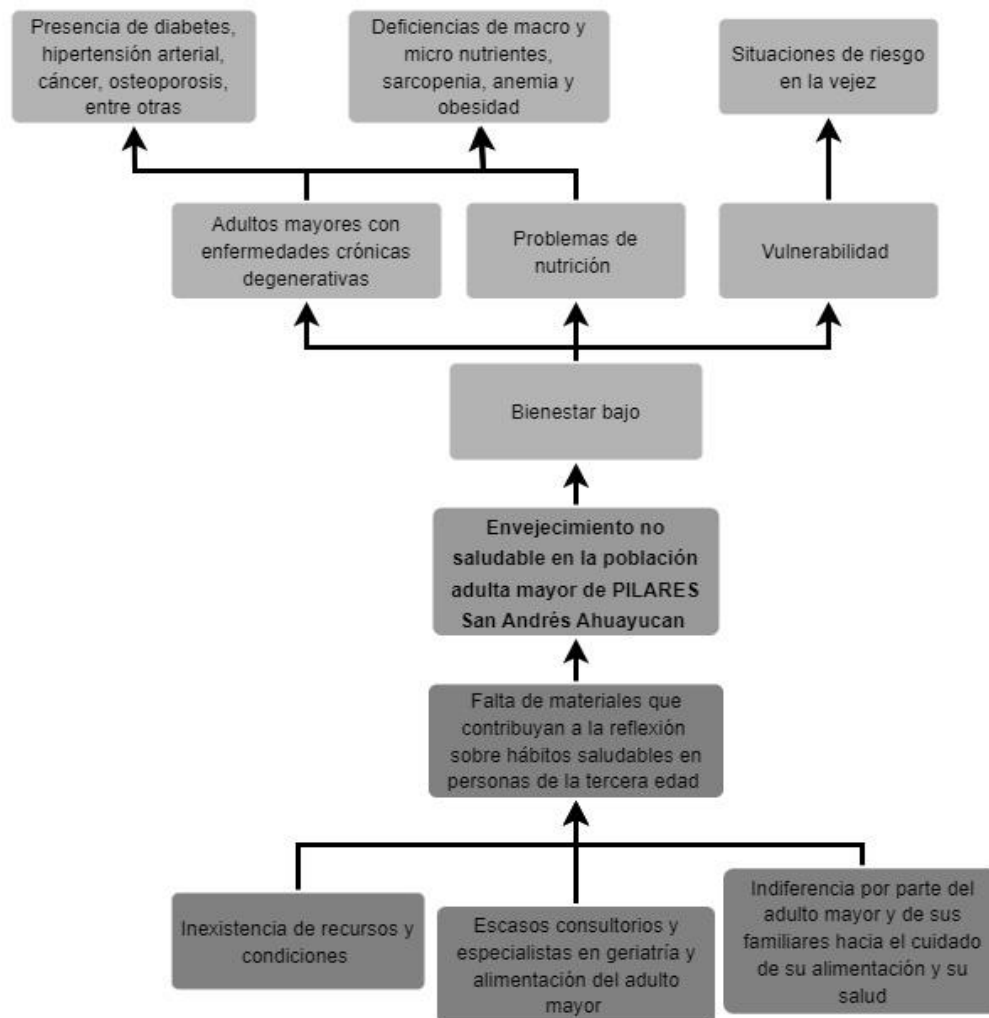 Presencia de diabetes,
hipertensión arterial,
cáncer, osteoporosis,
entre otras
Deficiencias de macro y
micro nutrientes,
sarcopenia, anemia y
obesidad
Situaciones de riesgo
en la vejez
Adultos mayores con
enfermedades crónicas
degenerativas
Problemas de
nutrición
Vulnerabilidad
Bienestar bajo
Envejecimiento no
saludable en la población
adulta mayor de PILARES
San Andrés Ahuayucan
Falta de materiales que
contribuyan a la reflexión
sobre hábitos saludables en
personas de la tercera edad
Inexistencia de recursos y
condiciones
Escasos consultorios y
especialistas en geriatría y
alimentación del adulto
mayor
Indiferencia por parte del
adulto mayor y de sus
familiares hacia el cuidado
de su alimentación y su
salud